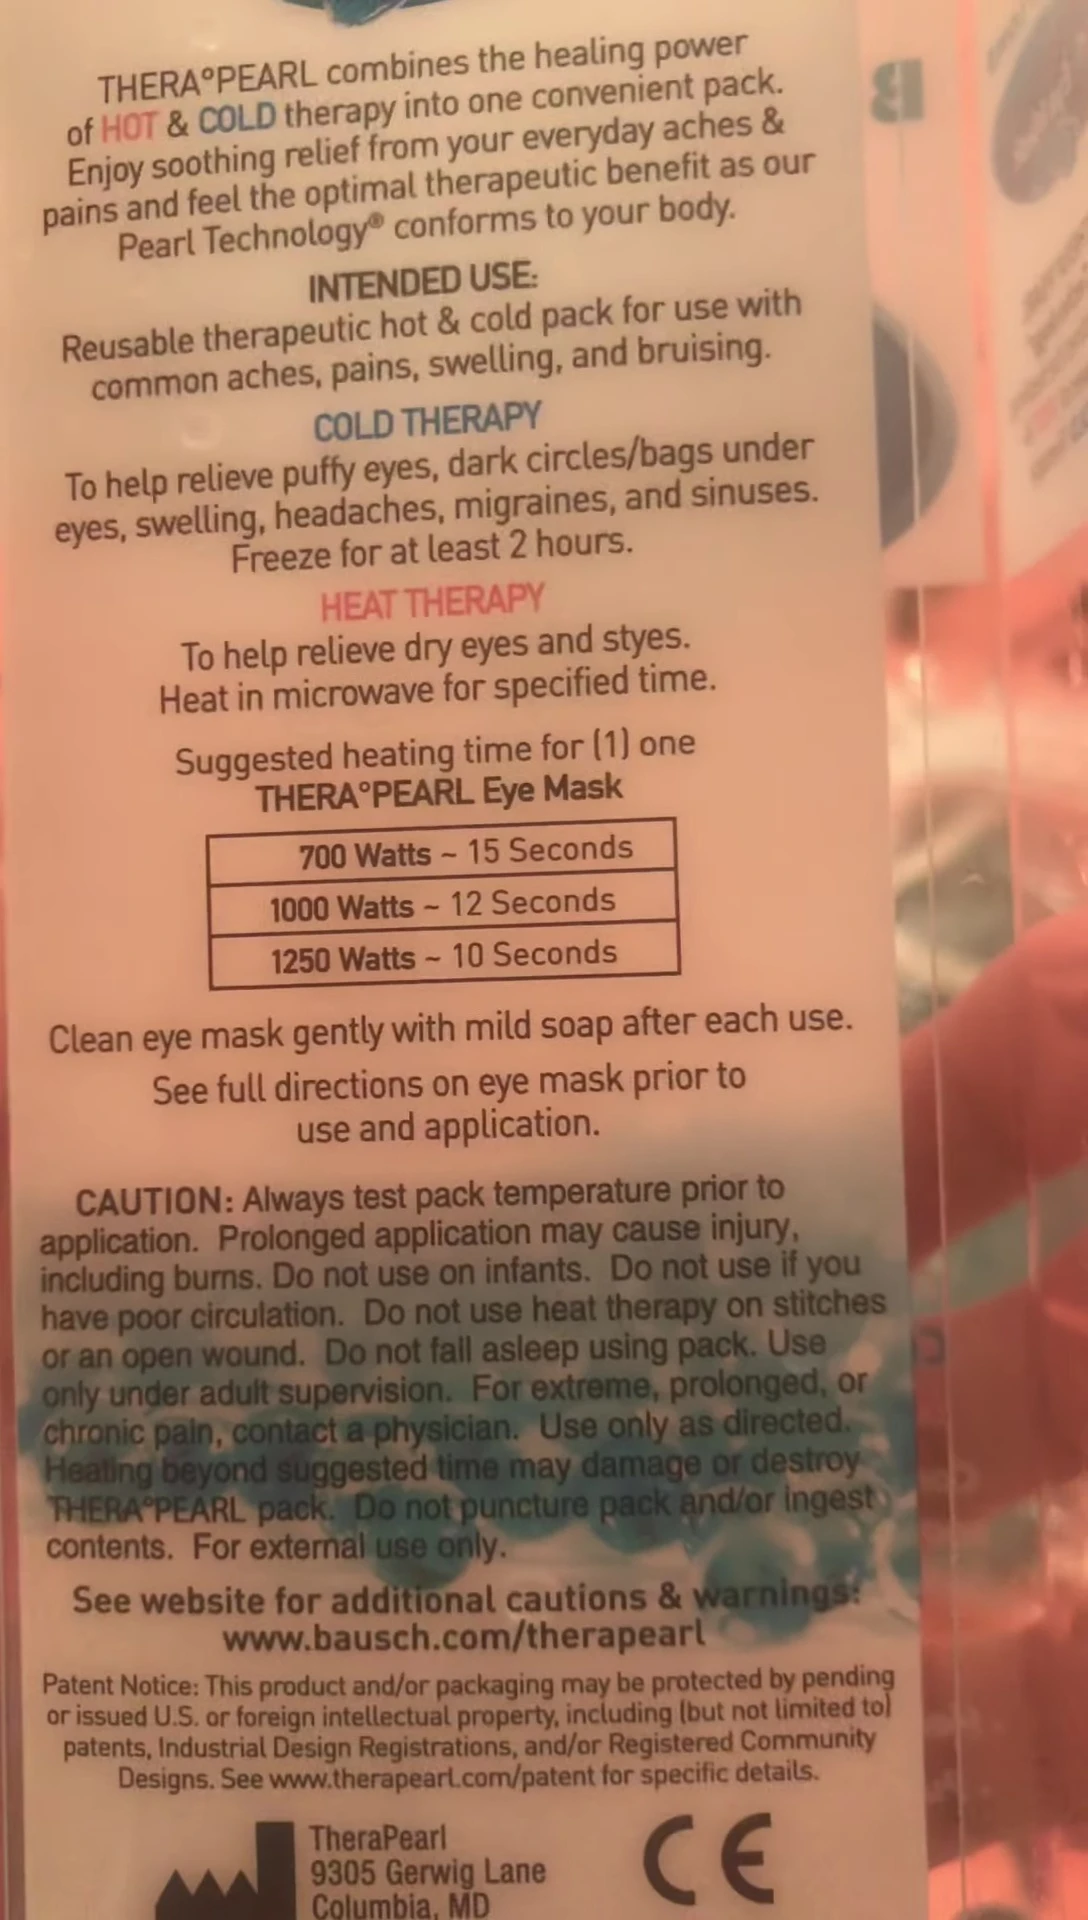 THERA°PEARL combines the healing power
of HOT & COLD therapy into one convenient pack.
Enjoy soothing relief from your everyday aches &
pains and feel the optimal therapeutic benefit as our
Pearl Technology® conforms to your body.
INTENDED USE:
Reusable therapeutic hot & cold pack for use with
common aches, pains, swelling, and bruising.
COLD THERAPY
To help relieve puffy eyes, dark circles/bags under
eyes, swelling, headaches, migraines, and sinuses.
Freeze for at least 2 hours.
HEAT THERAPY
To help relieve dry eyes and styes.
Heat in microwave for specified time.
Suggested heating time for (1) one
THERA°PEARL Eye Mask
700 Watts ~ 15 Seconds
1000 Watts ~ 12 Seconds
1250 Watts ~ 10 Seconds
Clean eye mask gently with mild soap after each use.
See full directions on eye mask prior to
use and application.
CAUTION: Always test pack temperature prior to
application. Prolonged application may cause injury,
including burns. Do not use on infants. Do not use if you
have poor circulation. Do not use heat therapy on stitches
or an open wound. Do not fall asleep using pack. Use
only under adult supervision. For extreme, prolonged, or
chronic pain, contact a physician. Use only as directed.
Heating beyond suggested time may damage or destroy
THERA°PEARL pack. Do not puncture pack and/or ingest
contents. For external use only.
See website for additional cautions & warnings:
www.bausch.com/therapearl
Patent Notice: This product and/or packaging may be protected by pending
or issued U.S. or foreign intellectual property, including (but not limited to)
patents, Industrial Design Registrations, and/or Registered Community
Designs. See www.therapearl.com/patent for specific details.
TheraPearl
9305 Gerwig Lane
Columbia, MD
CE